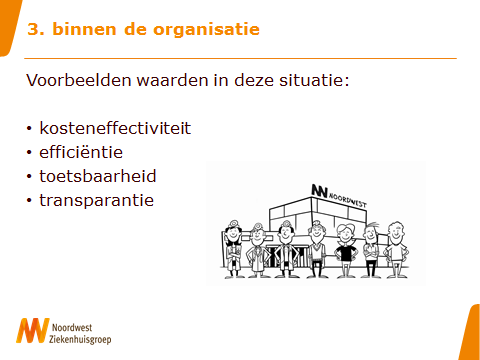 3. binnen de organisatie
Voorbeelden waarden in deze situatie:
• kosteneffectiviteit
• efficiëntie
• toetsbaarheid
• transparantie
NOORDWEST
Noordwest
Ziekenhuisgroep